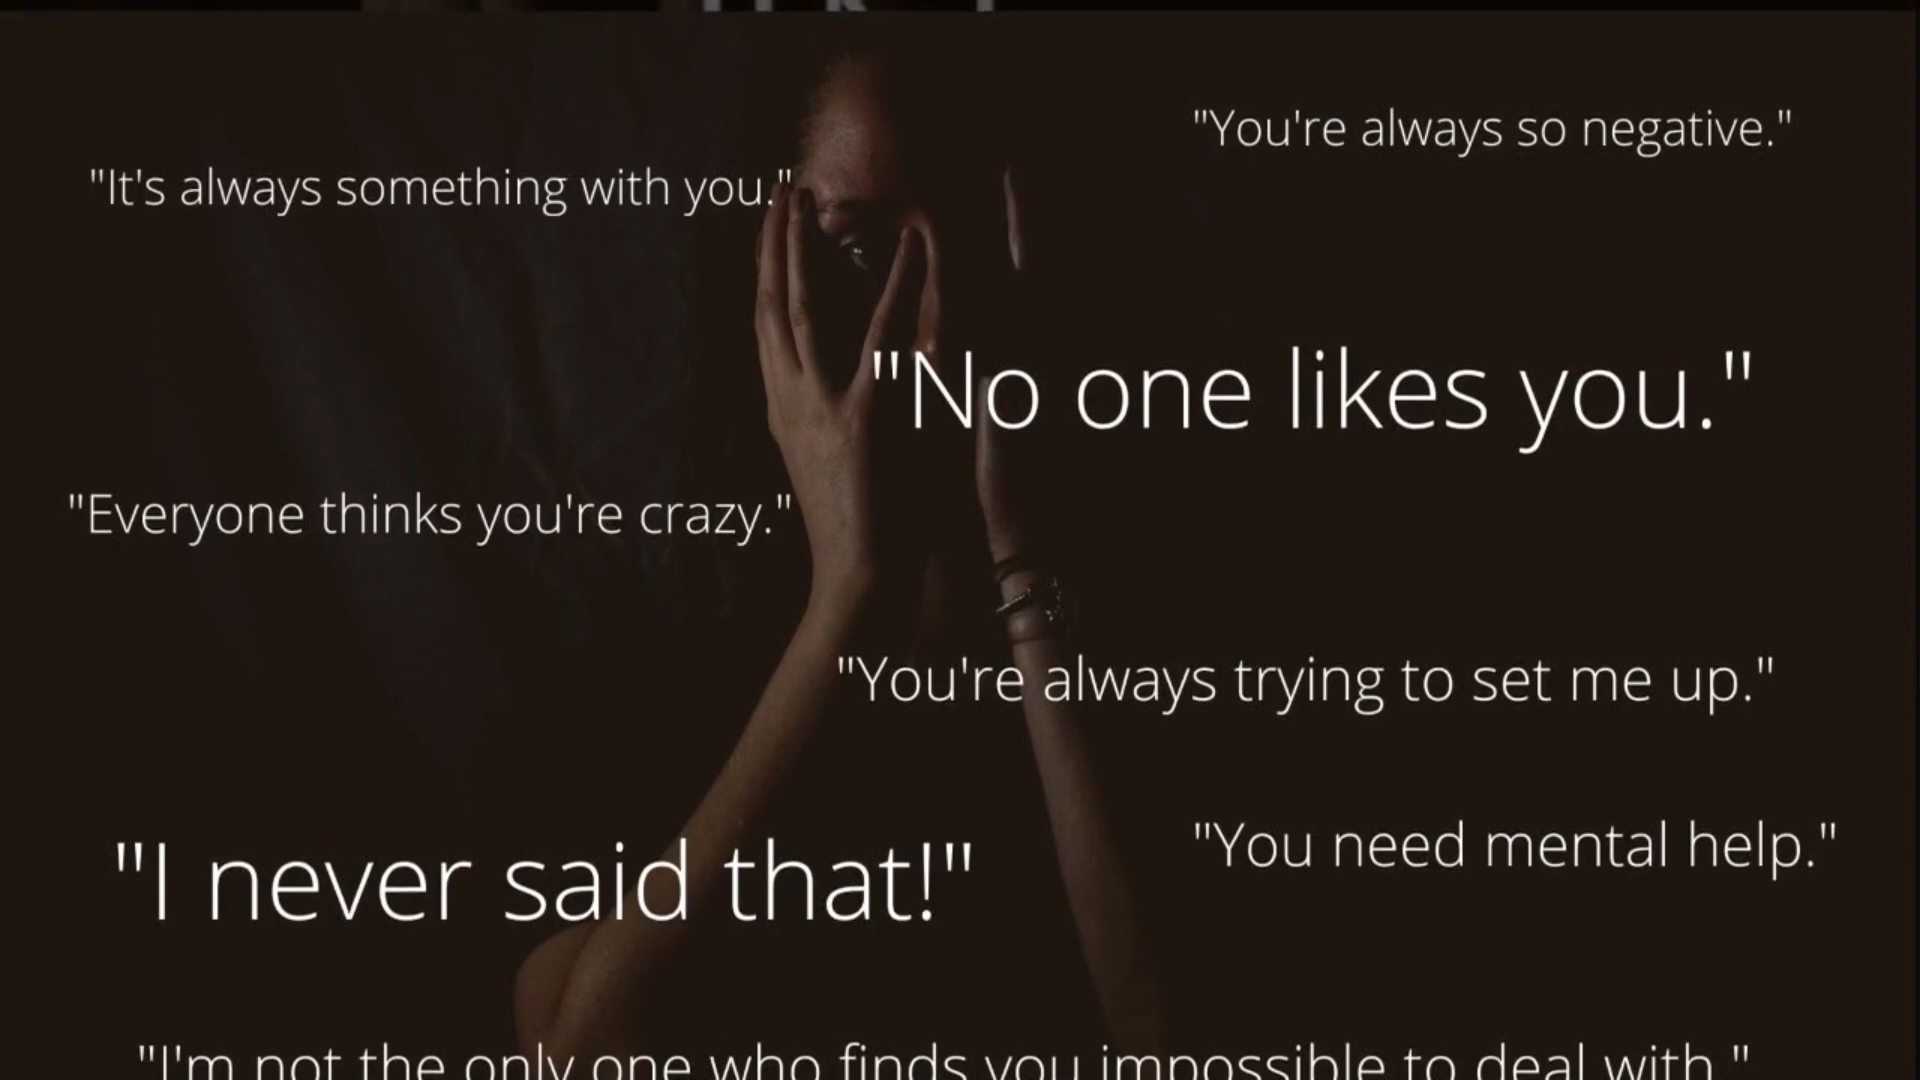 "You're always so negative."
"It's always something with you."
"No one likes you."
"Everyone thinks you're crazy."
"You're always trying to set me up."
"You need mental help."
"I never said that!"
"I'm not the only one who finds you impossible to deal with."